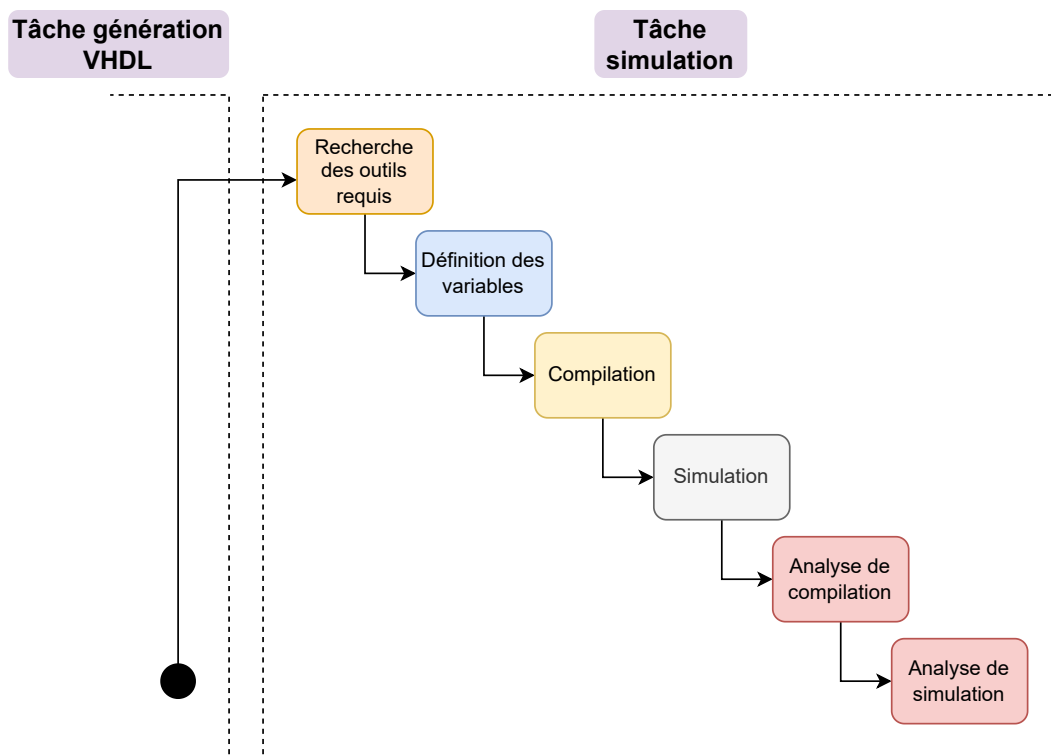 Tâche génération
VHDL
Tâche
simulation
Recherche
des outils
requis
Définition des
variables
Compilation
Simulation
Analyse de
compilation
Analyse de
simulation